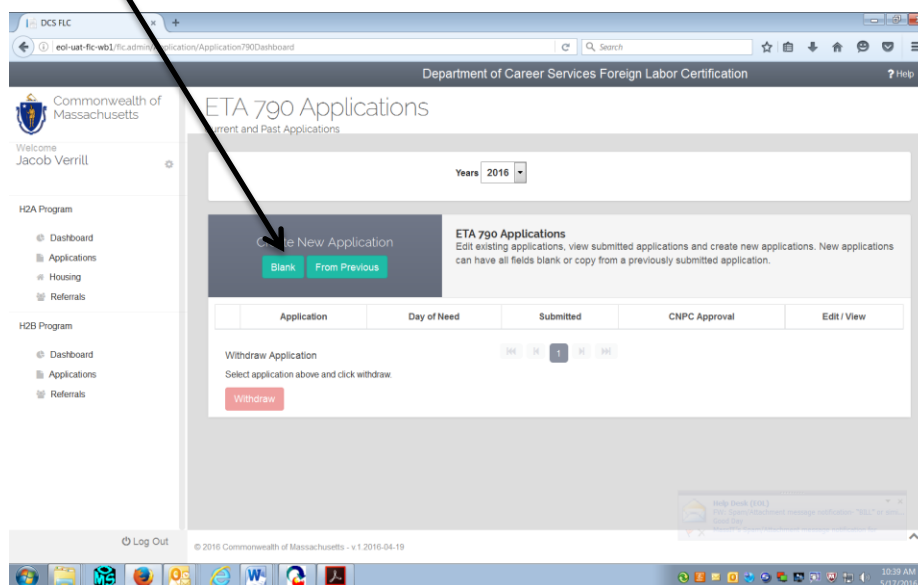 DCS FLC
eol-uat-flc-wb1/flc.admin/Application/Application790Dashboard
Search
Department of Career Services Foreign Labor Certification
? Help
Commonwealth of
Massachusetts
Welcome
Jacob Verrill
H2A Program
Dashboard
Applications
Housing
Referrals
H2B Program
Dashboard
Applications
Referrals
Log Out
ETA 790 Applications
Current and Past Applications
Years 2016
Create New Application
Blank From Previous
ETA 790 Applications
Edit existing applications, view submitted applications and create new applications. New applications
can have all fields blank or copy from a previously submitted application.
Application Day of Need Submitted CNPC Approval Edit / View
1
Withdraw Application
Select application above and click withdraw.
Withdraw
Help Desk (EOL)
© 2016 Commonwealth of Massachusetts - v.1.2016-04-19
10:39 AM
5/17/2016